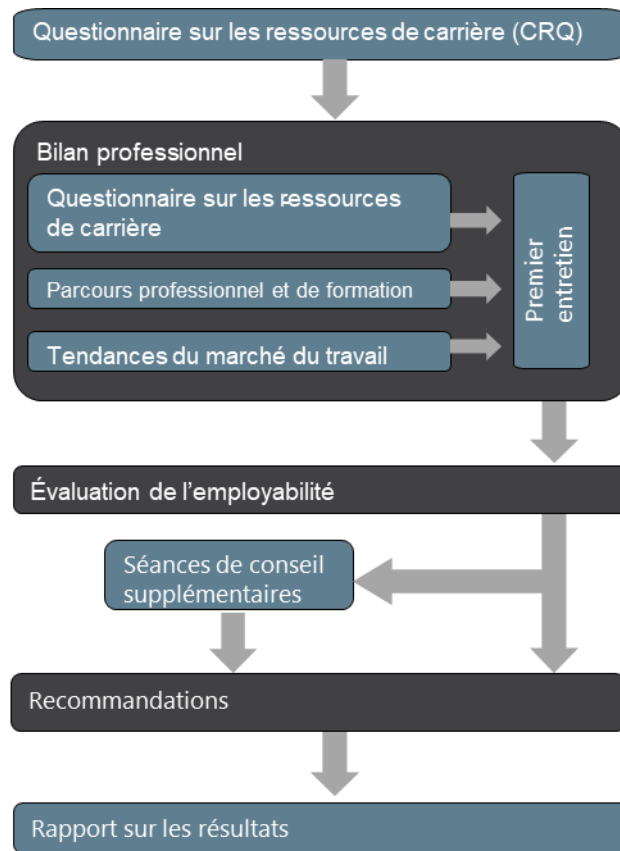 Questionnaire sur les ressources de carrière (CRQ)
Bilan professionnel
Questionnaire sur les ressources
de carrière
Parcours professionnel et de formation
Tendances du marché du travail
Premier
entretien
Évaluation de l’employabilité
Séances de conseil
supplémentaires
Recommandations
Rapport sur les résultats